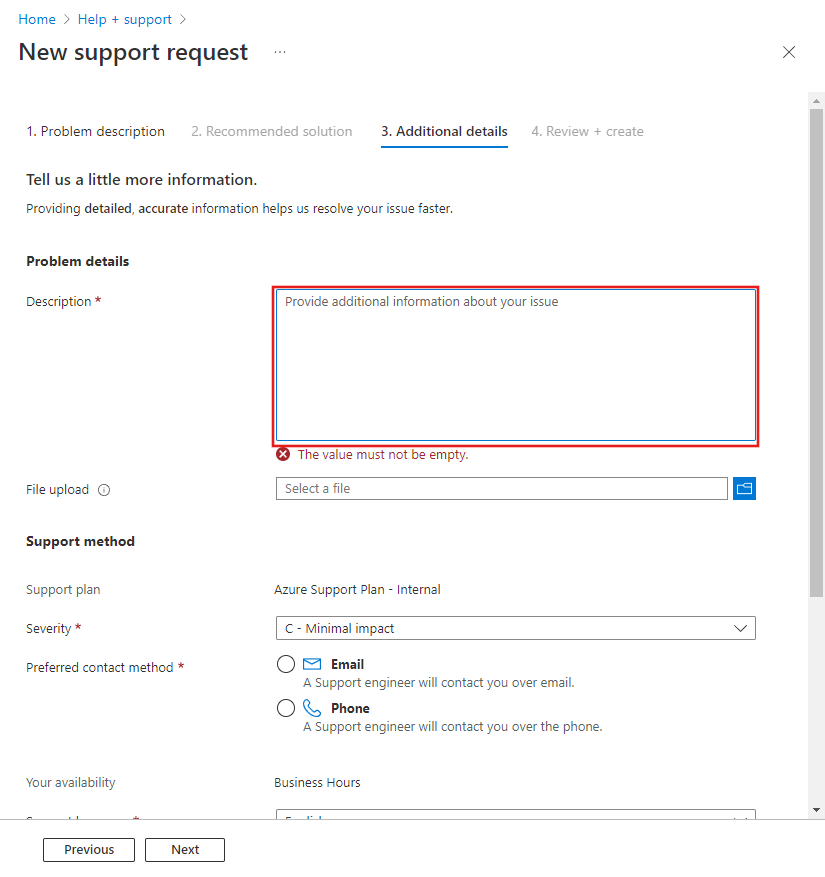 Home > Help + support >
New support request ...
1. Problem description 2. Recommended solution 3. Additional details 4. Review + create
Tell us a little more information.
Providing detailed, accurate information helps us resolve your issue faster.
Problem details
Description *
Provide additional information about your issue
The value must not be empty.
File upload
Select a file
Support method
Support plan
Azure Support Plan - Internal
Severity *
C - Minimal impact
Preferred contact method *
Email
A Support engineer will contact you over email.
Phone
A Support engineer will contact you over the phone.
Your availability
Business Hours
Previous
Next